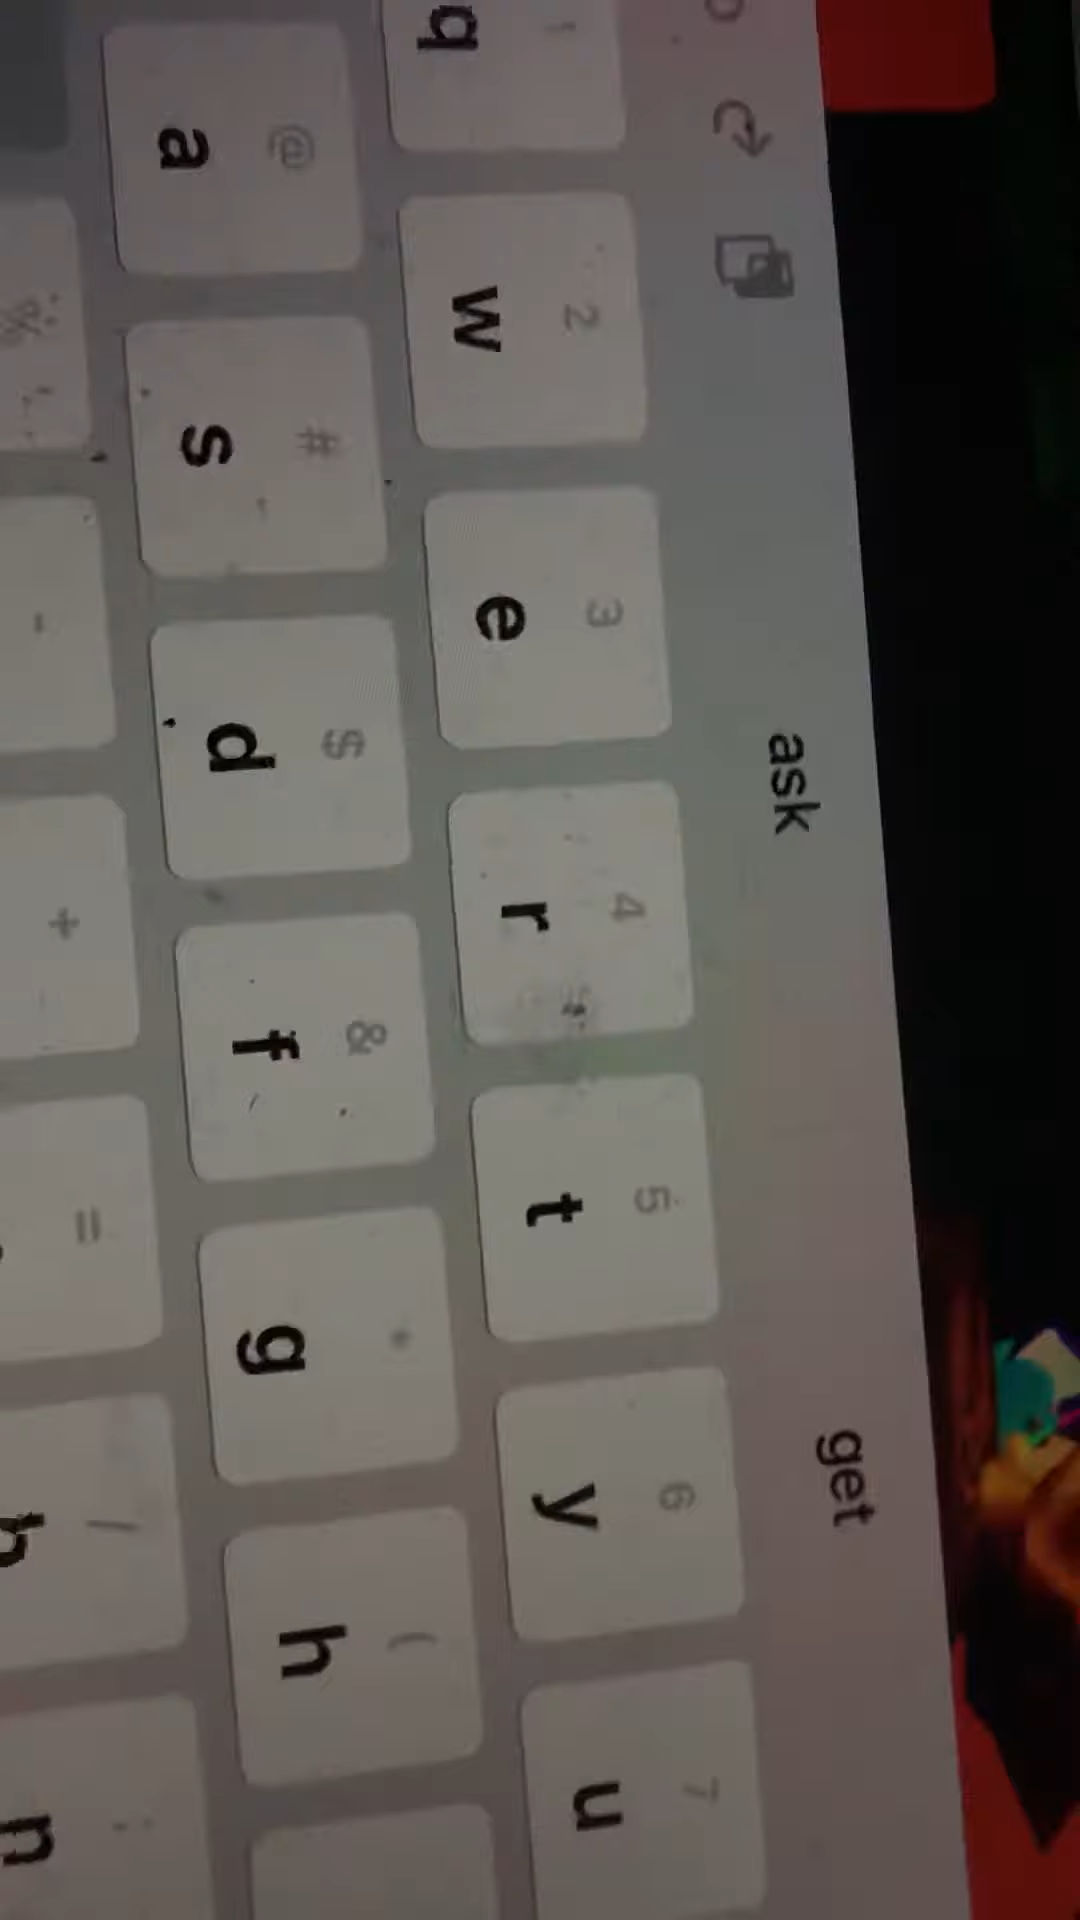 ask get
1 2 3 4 5 6 7
q w e r t y u
@ # $ & * (
a s d f g h
% - + = / ;
b n